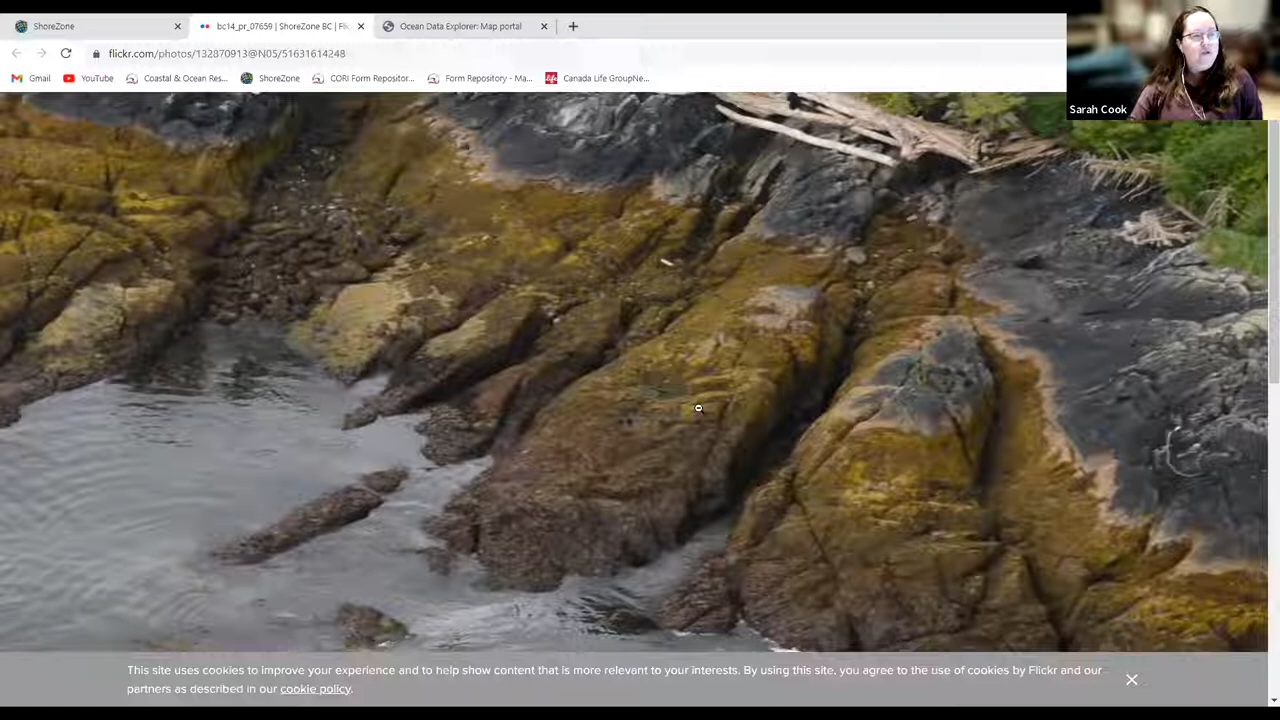 ShoreZone
bc14_pr_07659 | ShoreZone BC | Fli
Ocean Data Explorer: Map portal
flickr.com/photos/132870913@N05/51631614248
Gmail
YouTube
Coastal & Ocean Res...
ShoreZone
CORI Form Repositor...
Form Repository - Ma...
Canada Life GroupNe...
Sarah Cook
This site uses cookies to improve your experience and to help show content that is more relevant to your interests. By using this site, you agree to the use of cookies by Flickr and our
partners as described in our cookie policy.